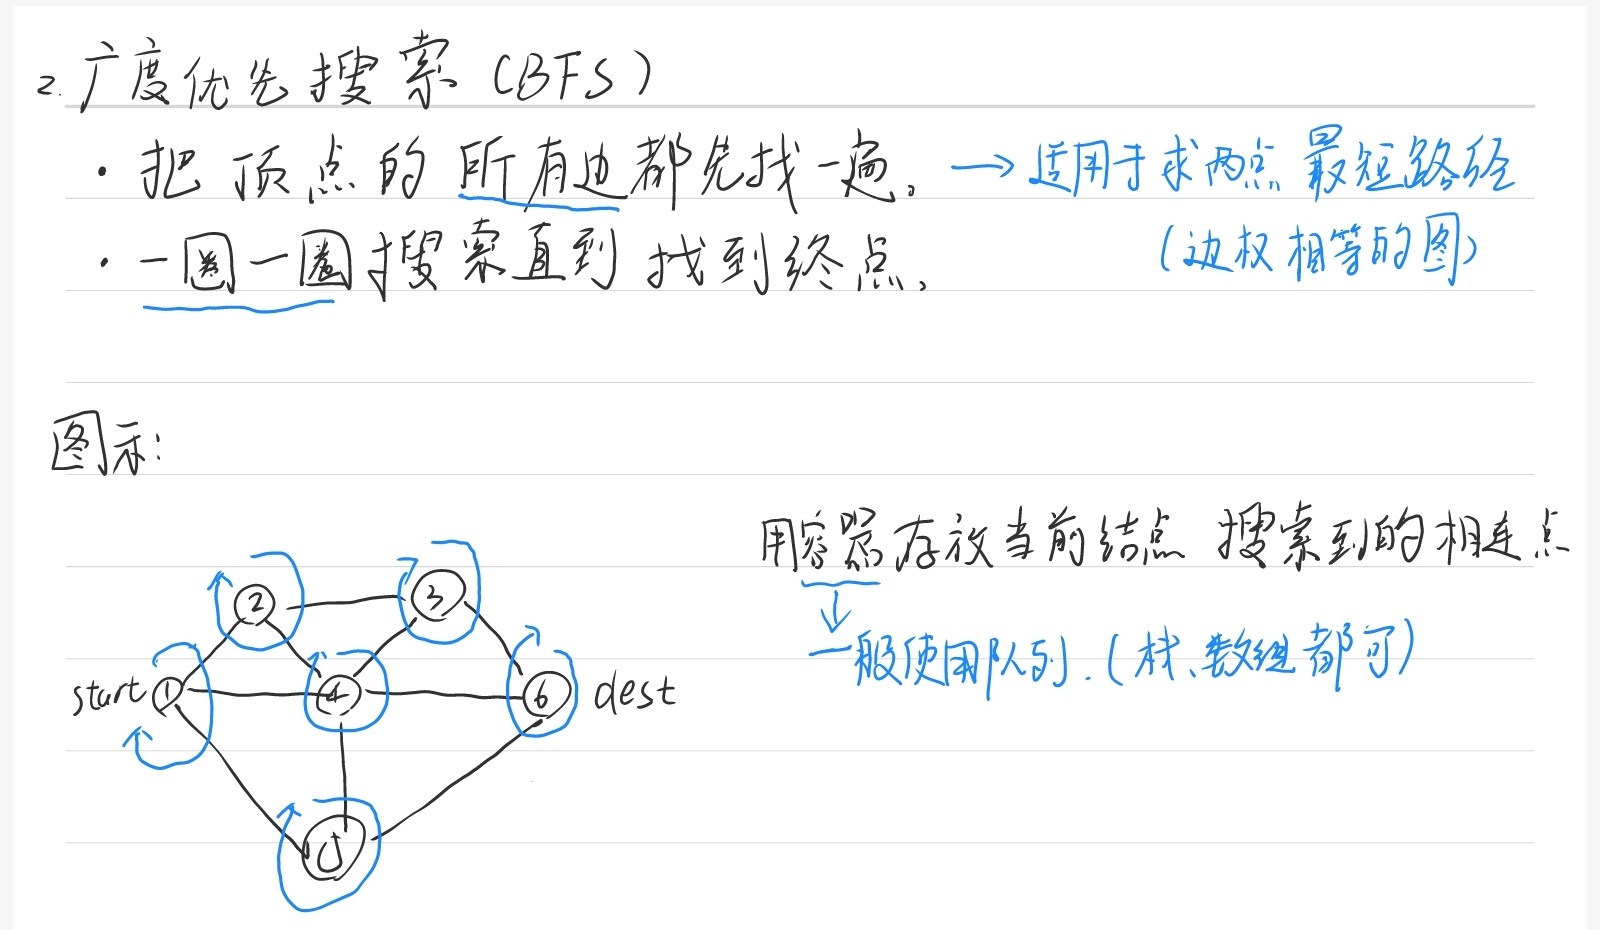 2. 广度优先搜索 (BFS)
· 把顶点的所有边都先找一遍。 → 适用于求两点最短路径
(边权相等的图)
· 一圈一圈搜索直到找到终点.
图示:
用容器存放当前结点 搜索到的相连点
↓
一般使用队列. (栈、数组都可)
2
3
start 1
4
6 dest